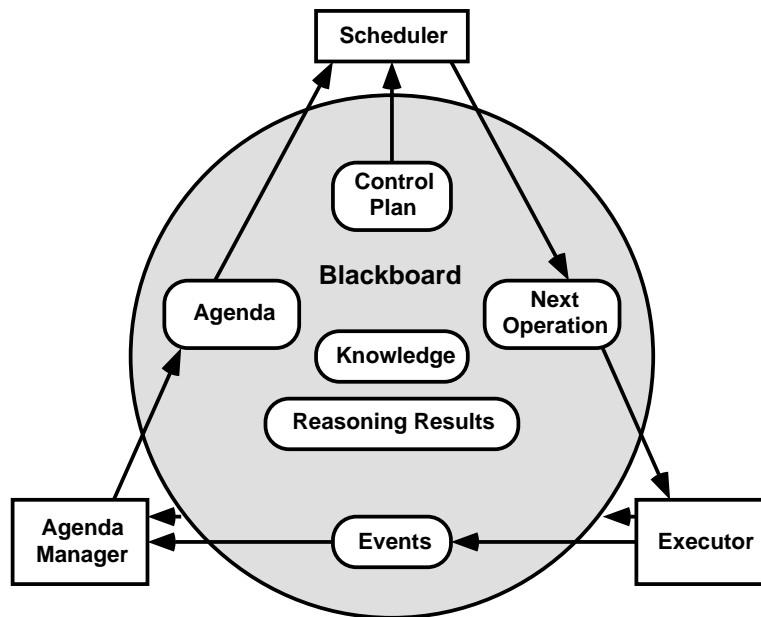 Scheduler
Control
Plan
Blackboard
Agenda
Next
Operation
Knowledge
Reasoning Results
Agenda
Manager
Events
Executor